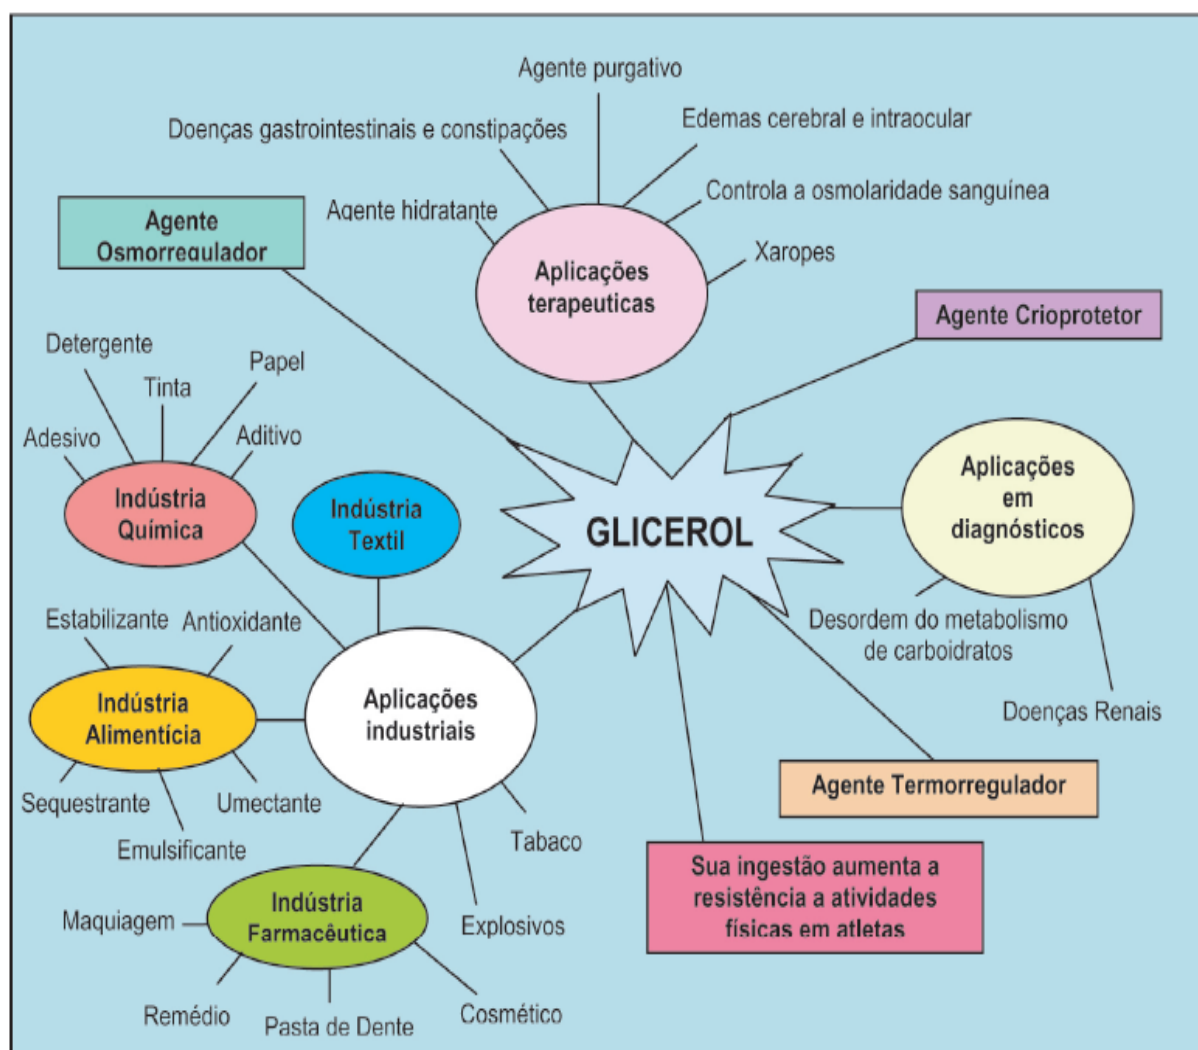 Agente purgativo
Doenças gastrointestinais e constipações
Edemas cerebral e intraocular
Controla a osmolaridade sanguínea
Agente hidratante
Xaropes
Agente
Osmorregulador
Aplicações
terapeuticas
Agente Crioprotetor
Detergente
Tinta
Papel
Adesivo
Aditivo
Indústria
Química
Indústria
Textil
GLICEROL
Aplicações
em
diagnósticos
Desordem do metabolismo
de carboidratos
Doenças Renais
Estabilizante
Antioxidante
Indústria
Alimentícia
Aplicações
industriais
Sequestrante
Umectante
Emulsificante
Tabaco
Agente Termorregulador
Sua ingestão aumenta a
resistência a atividades
físicas em atletas
Indústria
Farmacêutica
Maquiagem
Explosivos
Remédio
Pasta de Dente
Cosmético